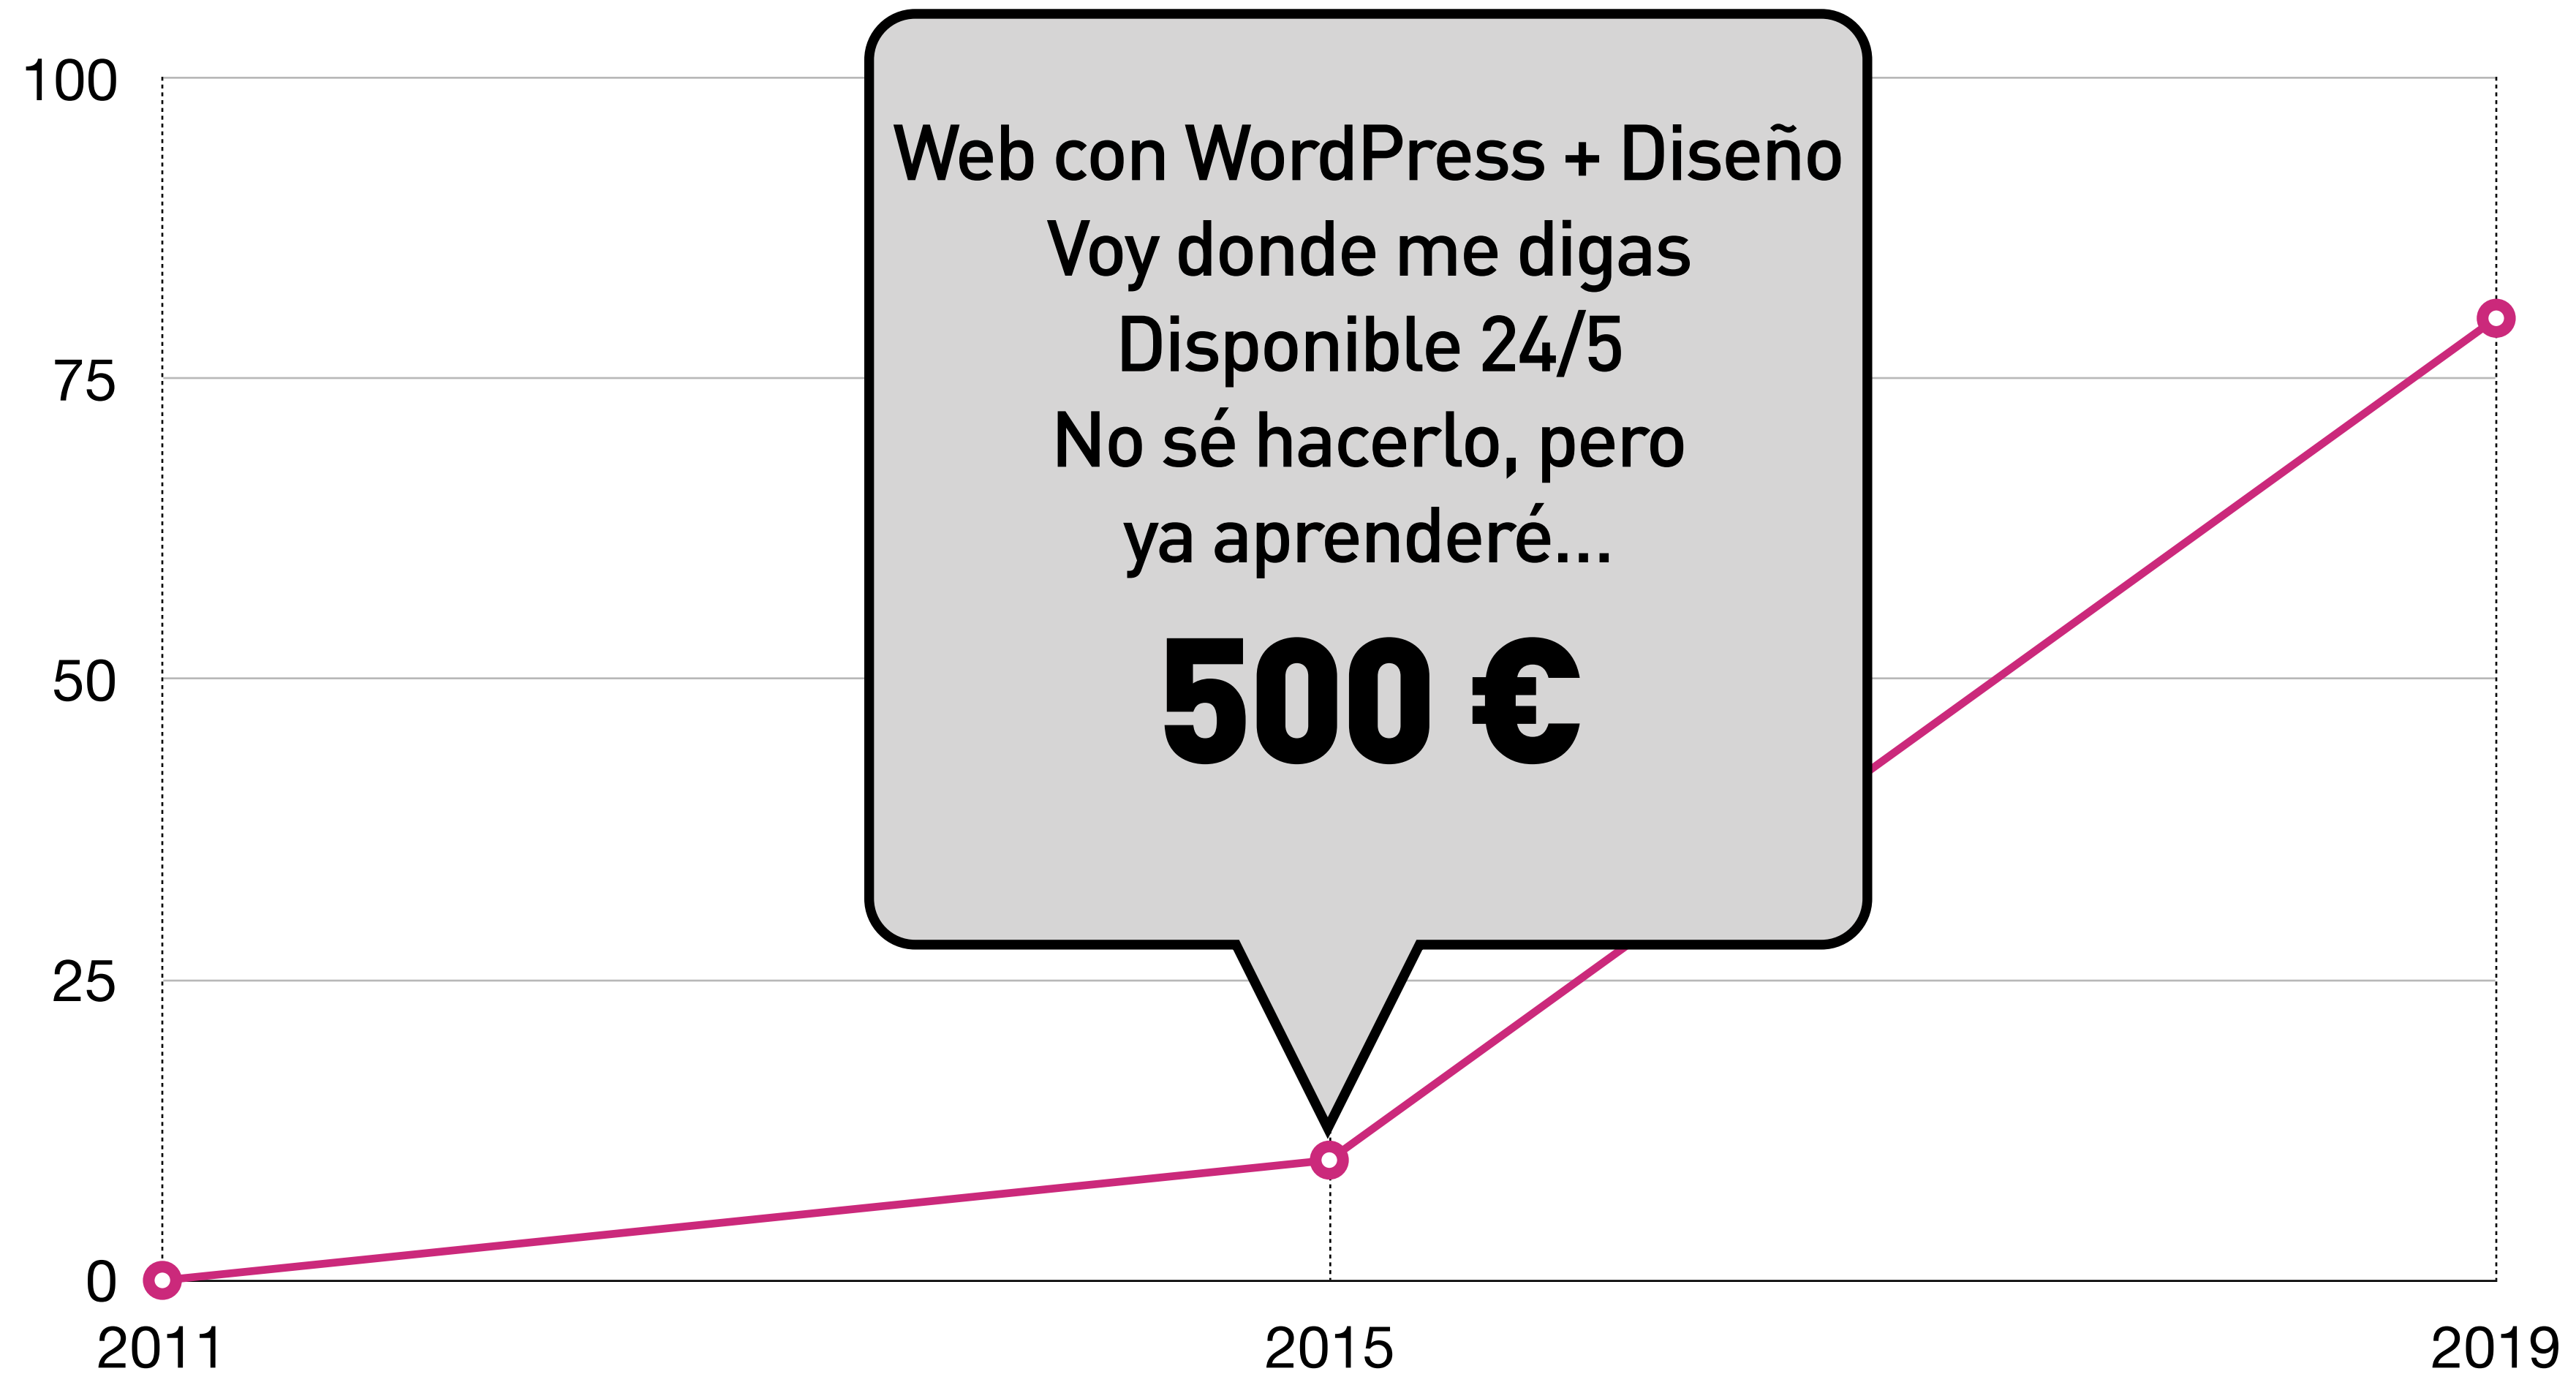 100
75
50
25
0
2011
2015
2019
Web con WordPress + Diseño
Voy donde me digas
Disponible 24/5
No sé hacerlo, pero
ya aprenderé...
500 €